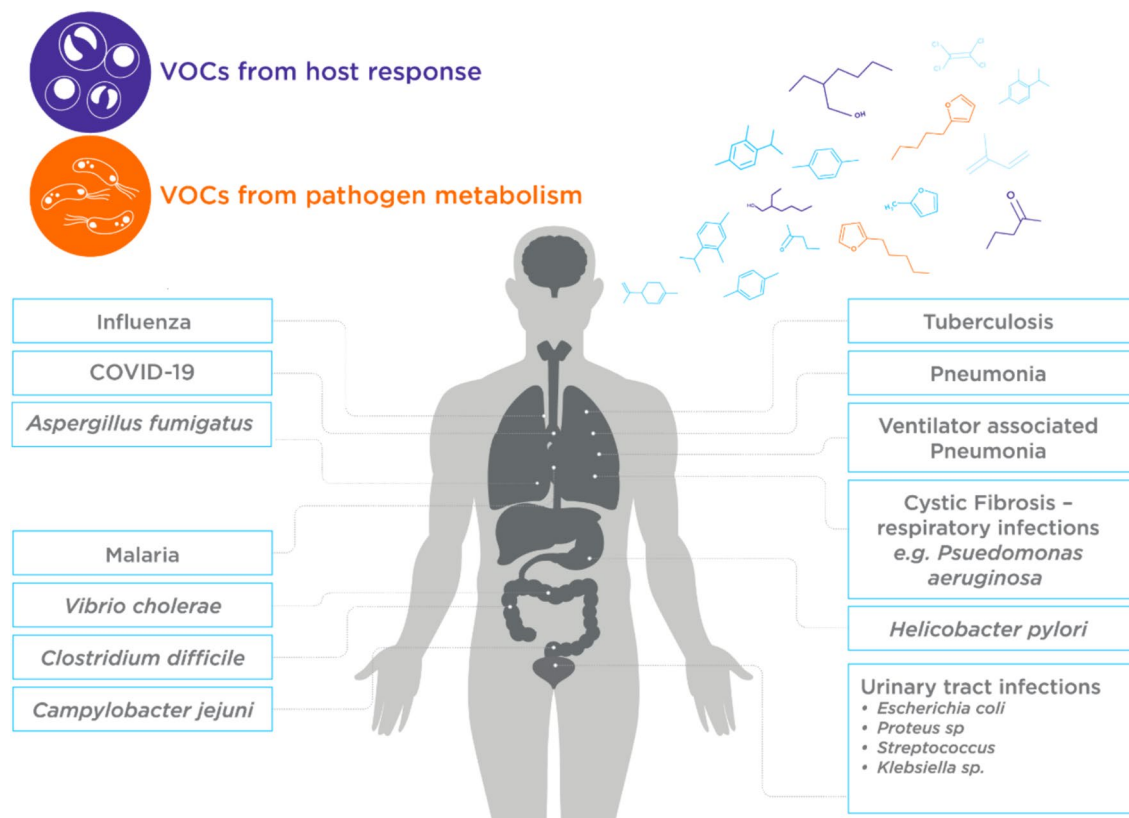 VOCs from host response
VOCs from pathogen metabolism
Cl
Cl
Cl
Cl
OH
HO
H₃C
O
O
O
O
O
Influenza
COVID-19
Aspergillus fumigatus
Malaria
Vibrio cholerae
Clostridium difficile
Campylobacter jejuni
Tuberculosis
Pneumonia
Ventilator associated
Pneumonia
Cystic Fibrosis –
respiratory infections
e.g. Psuedomonas
aeruginosa
Helicobacter pylori
Urinary tract infections
• Escherichia coli
• Proteus sp
• Streptococcus
• Klebsiella sp.